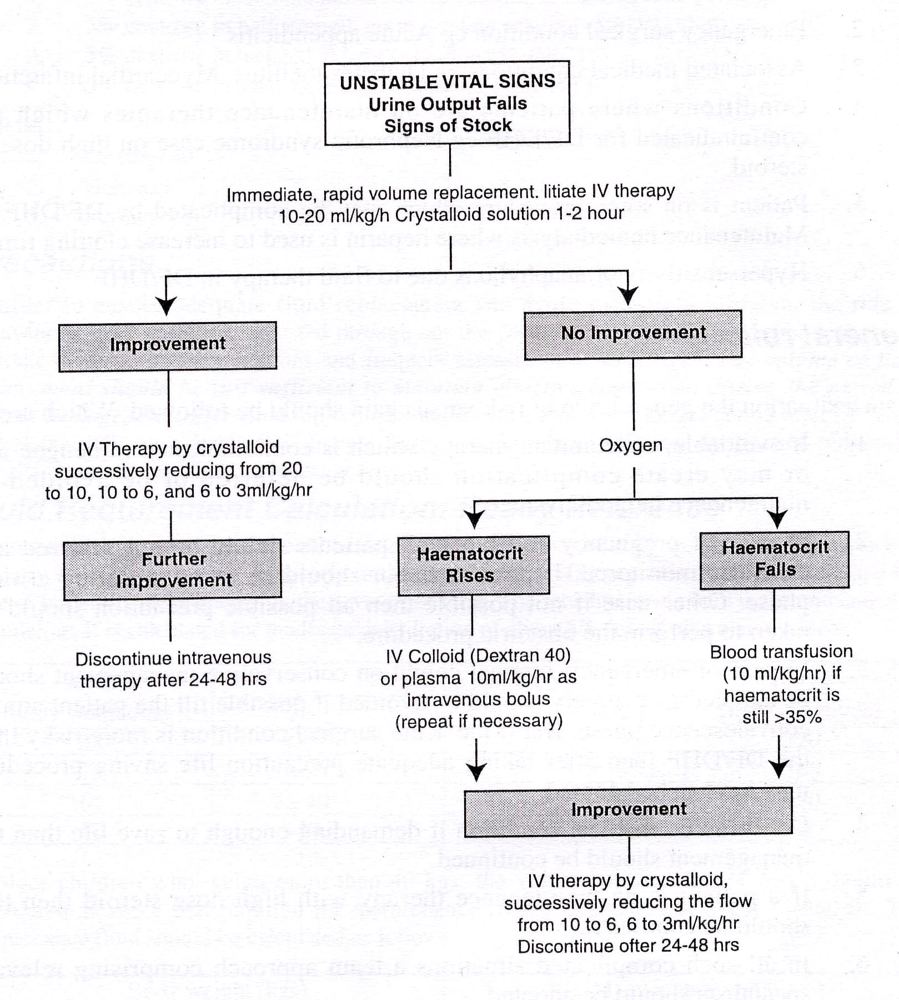 UNSTABLE VITAL SIGNS
Urine Output Falls
Signs of Stock
Immediate, rapid volume replacement. litiate IV therapy
10-20 ml/kg/h Crystalloid solution 1-2 hour
Improvement
No Improvement
IV Therapy by crystalloid
successively reducing from 20
to 10, 10 to 6, and 6 to 3ml/kg/hr
Oxygen
Further
Improvement
Haematocrit
Rises
Haematocrit
Falls
Discontinue intravenous
therapy after 24-48 hrs
IV Colloid (Dextran 40)
or plasma 10ml/kg/hr as
intravenous bolus
(repeat if necessary)
Blood transfusion
(10 ml/kg/hr) if
haematocrit is
still >35%
Improvement
IV therapy by crystalloid,
successively reducing the flow
from 10 to 6, 6 to 3ml/kg/hr
Discontinue ofter 24-48 hrs